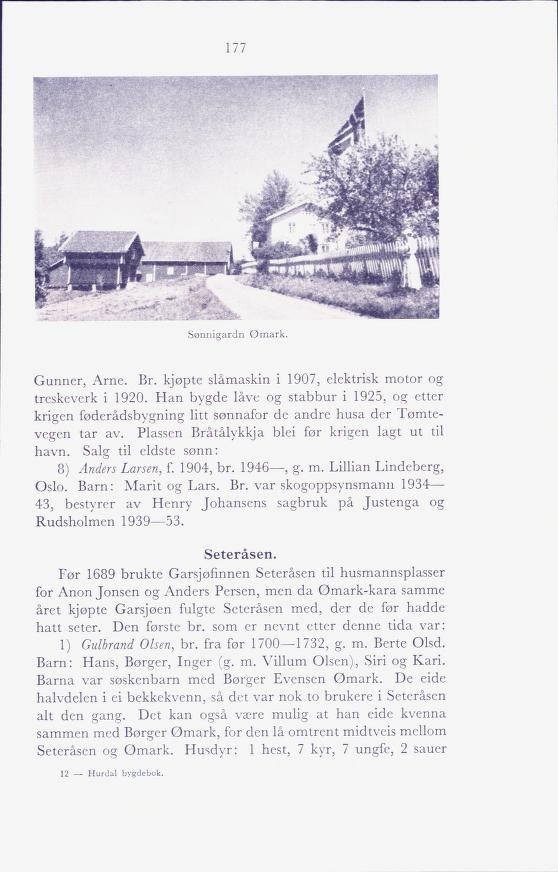 177
Sønnigardn Ømark.
Gunner, Arne. Br. kjøpte slåmaskin i 1907, elektrisk motor og
treskeverk i 1920. Han bygde låve og stabbur i 1925, og etter
krigen føderådsbygning litt sønnafor de andre husa der Tømte-
vegen tar av. Plassen Bråtålykkja blei før krigen lagt ut til
havn. Salg til eldste sønn:
8) Anders Larsen, f. 1904, br. 1946—, g. m. Lillian Lindeberg,
Oslo. Barn: Marit og Lars. Br. var skogoppsynsmann 1934—
43, bestyrer av Henry Johansens sagbruk på Justenga og
Rudsholmen 1939—53.
Seteråsen.
Før 1689 brukte Garsjøfinnen Seteråsen til husmannsplasser
for Anon Jonsen og Anders Persen, men da Ømark-kara samme
året kjøpte Garsjøen fulgte Seteråsen med, der de før hadde
hatt seter. Den første br. som er nevnt etter denne tida var:
1) Gulbrand Olsen, br. fra før 1700—1732, g. m. Berte Olsd.
Barn: Hans, Børger, Inger (g. m. Villum Olsen), Siri og Kari.
Barna var søskenbarn med Børger Evensen Ømark. De eide
halvdelen i ei bekkekvenn, så det var nok to brukere i Seteråsen
alt den gang. Det kan også være mulig at han eide kvenna
sammen med Børger Ømark, for den lå omtrent midtveis mellom
Seteråsen og Ømark. Husdyr: 1 hest, 7 kyr, 7 ungfe, 2 sauer
12 — Hurdal bygdebok.